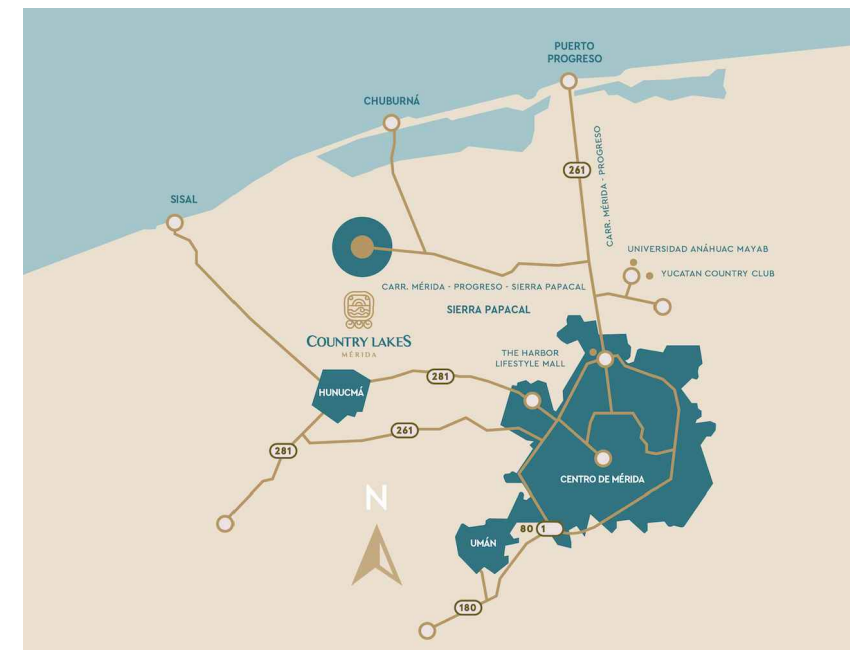 PUERTO
PROGRESO
CHUBURNÁ
SISAL
261
CARR. MÉRIDA - PROGRESO
UNIVERSIDAD ANÁHUAC MAYAB
YUCATAN COUNTRY CLUB
CARR. MÉRIDA - PROGRESO - SIERRA PAPACAL
SIERRA PAPACAL
COUNTRY LAKES
MÉRIDA
THE HARBOR
LIFESTYLE MALL
281
HUNUCMÁ
261
281
CENTRO DE MÉRIDA
N
80 1
UMÁN
180